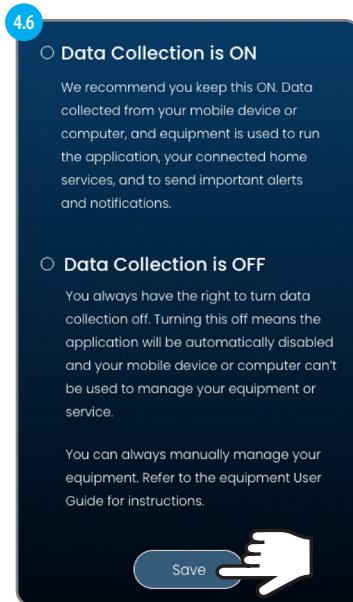 4.6
Data Collection is ON
We recommend you keep this ON. Data
collected from your mobile device or
computer, and equipment is used to run
the application, your connected home
services, and to send important alerts
and notifications.
Data Collection is OFF
You always have the right to turn data
collection off. Turning this off means the
application will be automatically disabled
and your mobile device or computer can't
be used to manage your equipment or
service.
You can always manually manage your
equipment. Refer to the equipment User
Guide for instructions.
Save